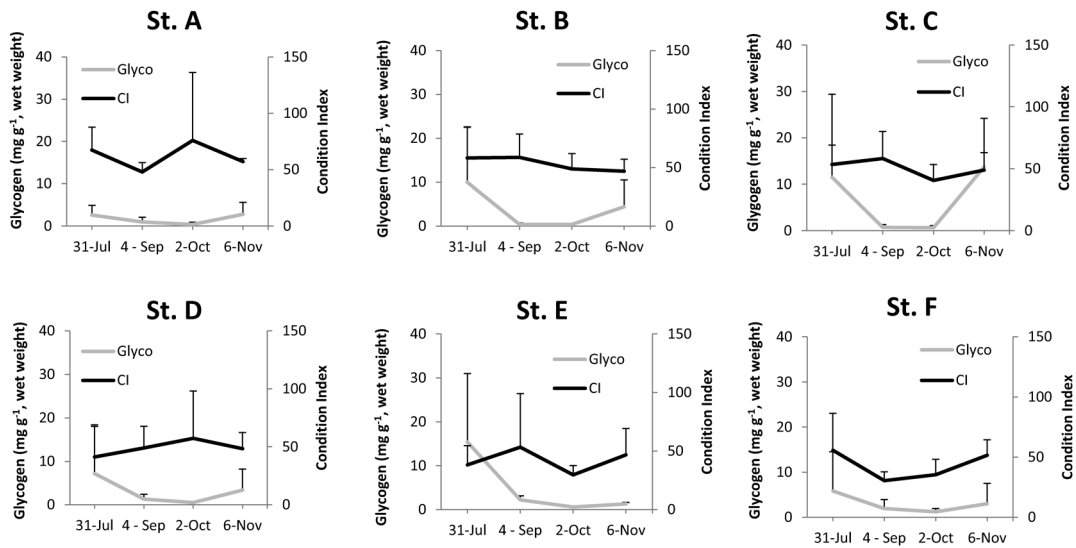 St. A
Glycogen (mg g⁻¹, wet weight)
40
30
20
10
0
Glyco
CI
150
100
50
0
Condition Index
31-Jul 4 - Sep 2-Oct 6-Nov
St. B
Glycogen (mg g⁻¹, wet weight)
40
30
20
10
0
Glyco
CI
150
100
50
0
Condition Index
31-Jul 4 - Sep 2-Oct 6-Nov
St. C
Glygogen (mg g⁻¹, wet weight)
40
30
20
10
0
Glyco
CI
150
100
50
0
Condition Index
31-Jul 4 - Sep 2-Oct 6-Nov
St. D
Glycogen (mg g⁻¹, wet weight)
40
30
20
10
0
Glyco
CI
150
100
50
0
Condition Index
31-Jul 4 - Sep 2-Oct 6-Nov
St. E
Glycogen (mg g⁻¹, wet weight)
40
30
20
10
0
Glyco
CI
150
100
50
0
Condition Index
31-Jul 4 - Sep 2-Oct 6-Nov
St. F
Glycogen (mg g⁻¹, wet weight)
40
30
20
10
0
Glyco
CI
150
100
50
0
Condition Index
31-Jul 4 - Sep 2-Oct 6-Nov